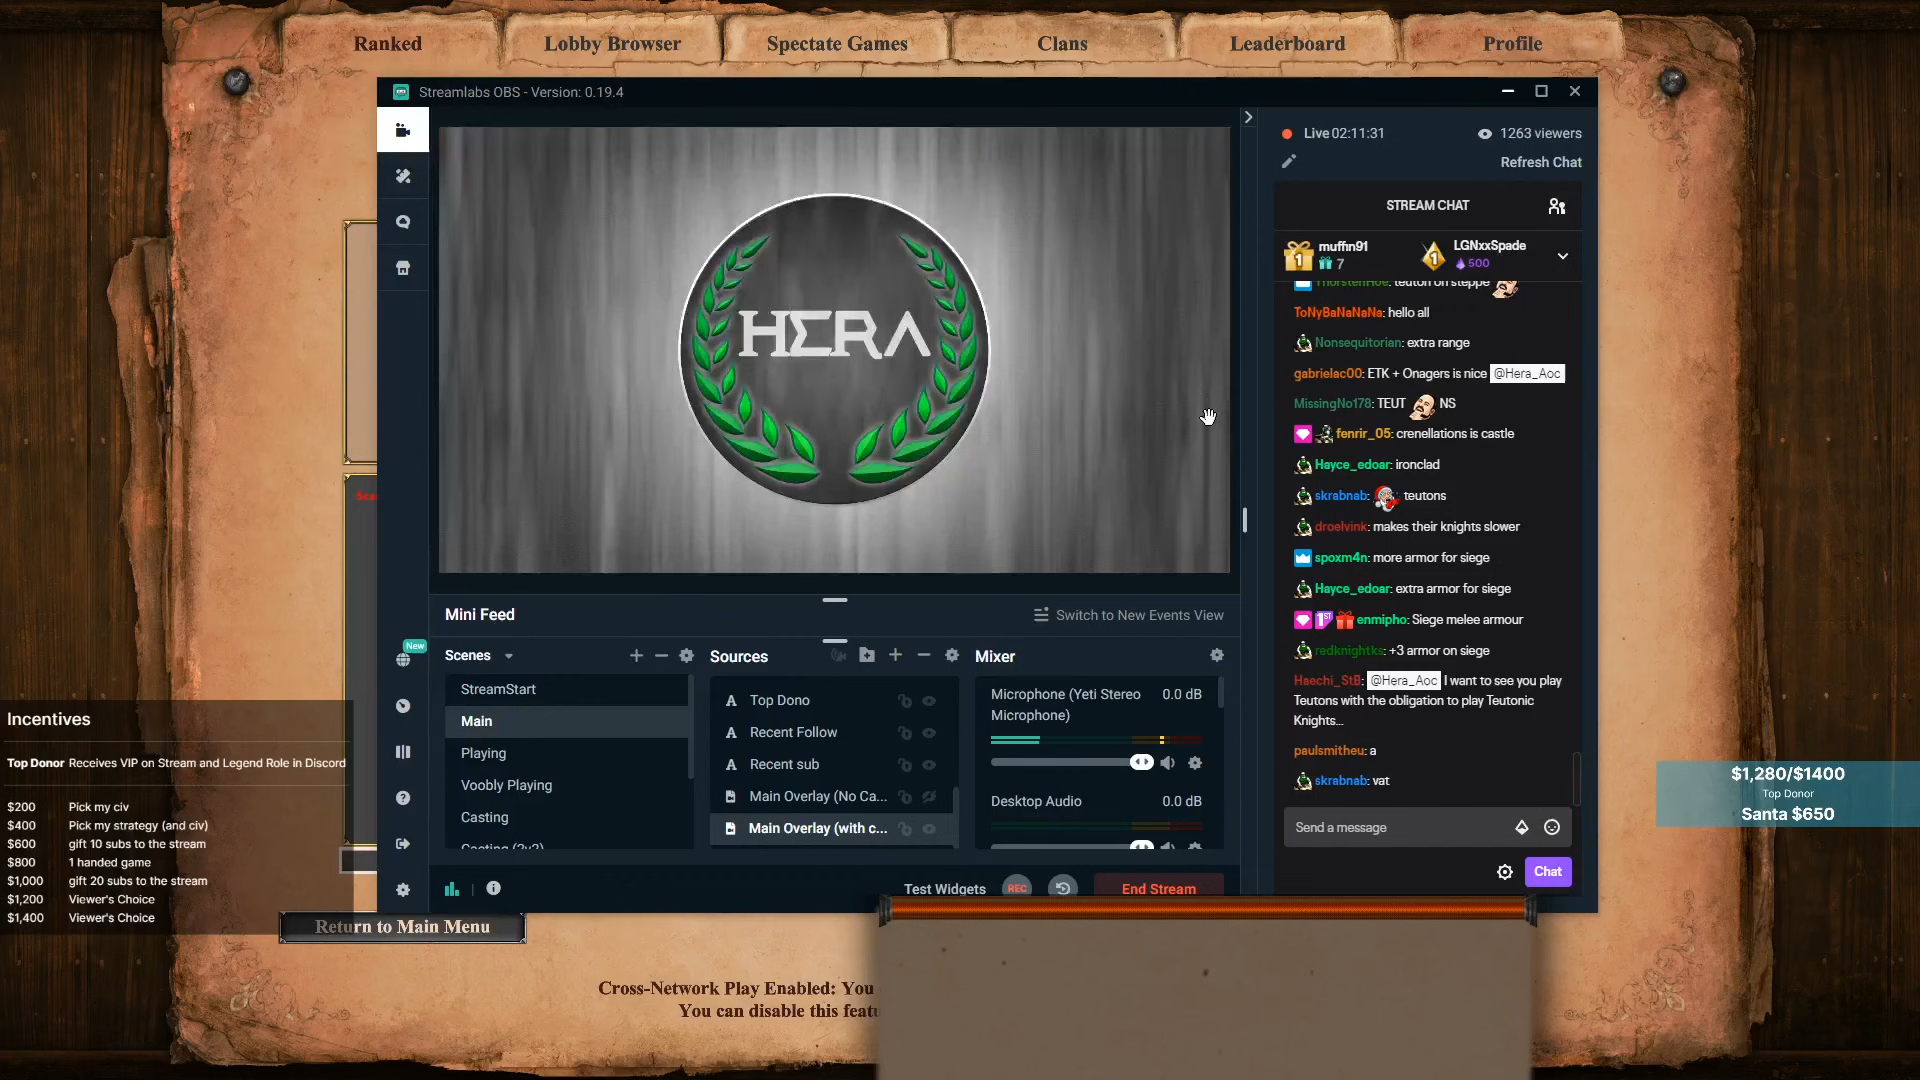 Ranked
Lobby Browser
Spectate Games
Clans
Leaderboard
Profile
Streamlabs OBS - Version: 0.19.4
HΣRΛ
Live 02:11:31
1263 viewers
Refresh Chat
STREAM CHAT
muffin91
7
LGNxxSpade
500
ThorstenHoe: teuton on steppe
ToNyBaNaNaNa: hello all
Nonsequitorian: extra range
gabrielac00: ETK + Onagers is nice @Hera_Aoc
MissingNo178: TEUT NS
fenrir_05: crenellations is castle
Hayce_edoar: ironclad
skrabnab: teutons
droelvink: makes their knights slower
spoxm4n: more armor for siege
Hayce_edoar: extra armor for siege
enmipho: Siege melee armour
redknightks: +3 armor on siege
Haechi_StB: @Hera_Aoc I want to see you play
Teutons with the obligation to play Teutonic
Knights...
paulsmitheu: a
skrabnab: vat
Send a message
Chat
Mini Feed
Switch to New Events View
New
Scenes
StreamStart
Main
Playing
Voobly Playing
Casting
Casting (2v2)
Sources
Top Dono
Recent Follow
Recent sub
Main Overlay (No Ca...
Main Overlay (with c...
Mixer
Microphone (Yeti Stereo
Microphone)
0.0 dB
Desktop Audio
0.0 dB
Test Widgets
REC
End Stream
Incentives
Top Donor Receives VIP on Stream and Legend Role in Discord
$200 Pick my civ
$400 Pick my strategy (and civ)
$600 gift 10 subs to the stream
$800 1 handed game
$1,000 gift 20 subs to the stream
$1,200 Viewer's Choice
$1,400 Viewer's Choice
$1,280/$1400
Top Donor
Santa $650
Return to Main Menu
Cross-Network Play Enabled: You
You can disable this featu